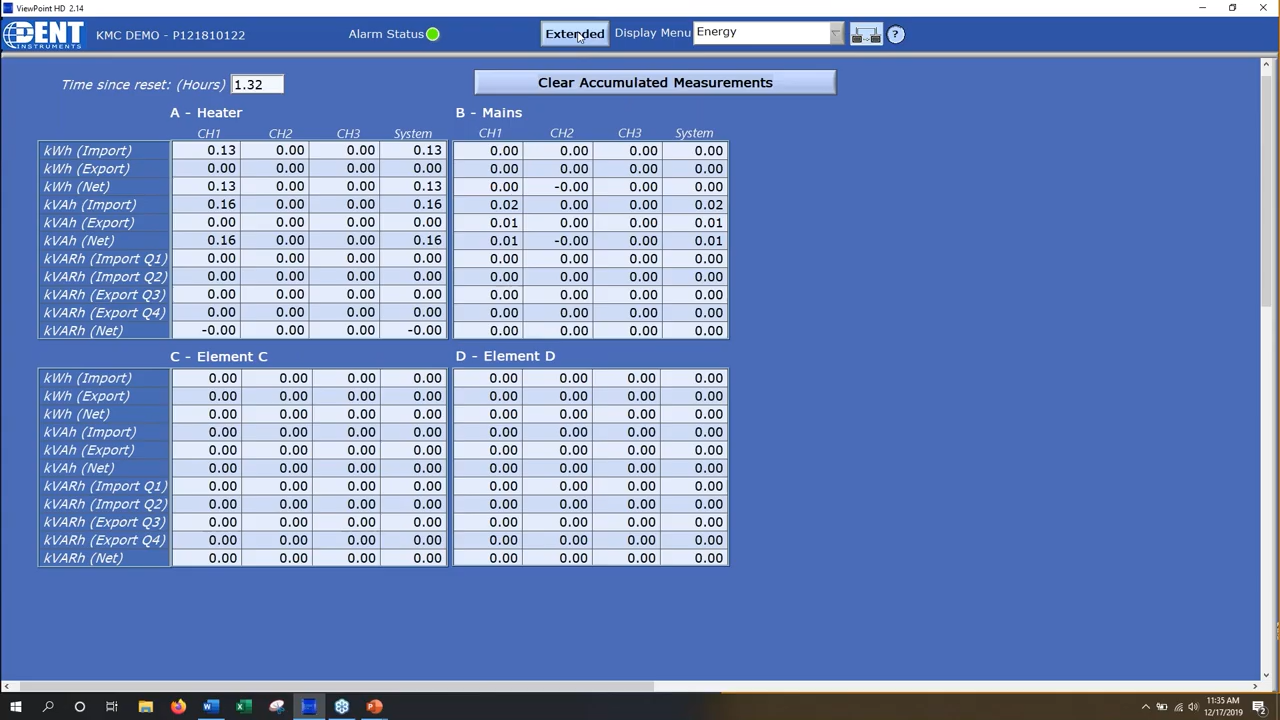 ViewPoint HD 2.14
DENT INSTRUMENTS KMC DEMO - P121810122 Alarm Status Extended Display Menu Energy ?
Time since reset: (Hours) 1.32 Clear Accumulated Measurements
A - Heater B - Mains
CH1 CH2 CH3 System CH1 CH2 CH3 System
kWh (Import) 0.13 0.00 0.00 0.13 0.00 0.00 0.00 0.00
kWh (Export) 0.00 0.00 0.00 0.00 0.00 0.00 0.00 0.00
kWh (Net) 0.13 0.00 0.00 0.13 0.00 -0.00 0.00 0.00
kVAh (Import) 0.16 0.00 0.00 0.16 0.02 0.00 0.00 0.02
kVAh (Export) 0.00 0.00 0.00 0.00 0.01 0.00 0.00 0.01
kVAh (Net) 0.16 0.00 0.00 0.16 0.01 -0.00 0.00 0.01
kVARh (Import Q1) 0.00 0.00 0.00 0.00 0.00 0.00 0.00 0.00
kVARh (Import Q2) 0.00 0.00 0.00 0.00 0.00 0.00 0.00 0.00
kVARh (Export Q3) 0.00 0.00 0.00 0.00 0.00 0.00 0.00 0.00
kVARh (Export Q4) 0.00 0.00 0.00 0.00 0.00 0.00 0.00 0.00
kVARh (Net) -0.00 0.00 0.00 -0.00 0.00 0.00 0.00 0.00
C - Element C D - Element D
kWh (Import) 0.00 0.00 0.00 0.00 0.00 0.00 0.00 0.00
kWh (Export) 0.00 0.00 0.00 0.00 0.00 0.00 0.00 0.00
kWh (Net) 0.00 0.00 0.00 0.00 0.00 0.00 0.00 0.00
kVAh (Import) 0.00 0.00 0.00 0.00 0.00 0.00 0.00 0.00
kVAh (Export) 0.00 0.00 0.00 0.00 0.00 0.00 0.00 0.00
kVAh (Net) 0.00 0.00 0.00 0.00 0.00 0.00 0.00 0.00
kVARh (Import Q1) 0.00 0.00 0.00 0.00 0.00 0.00 0.00 0.00
kVARh (Import Q2) 0.00 0.00 0.00 0.00 0.00 0.00 0.00 0.00
kVARh (Export Q3) 0.00 0.00 0.00 0.00 0.00 0.00 0.00 0.00
kVARh (Export Q4) 0.00 0.00 0.00 0.00 0.00 0.00 0.00 0.00
kVARh (Net) 0.00 0.00 0.00 0.00 0.00 0.00 0.00 0.00
11:35 AM
12/17/2019
2